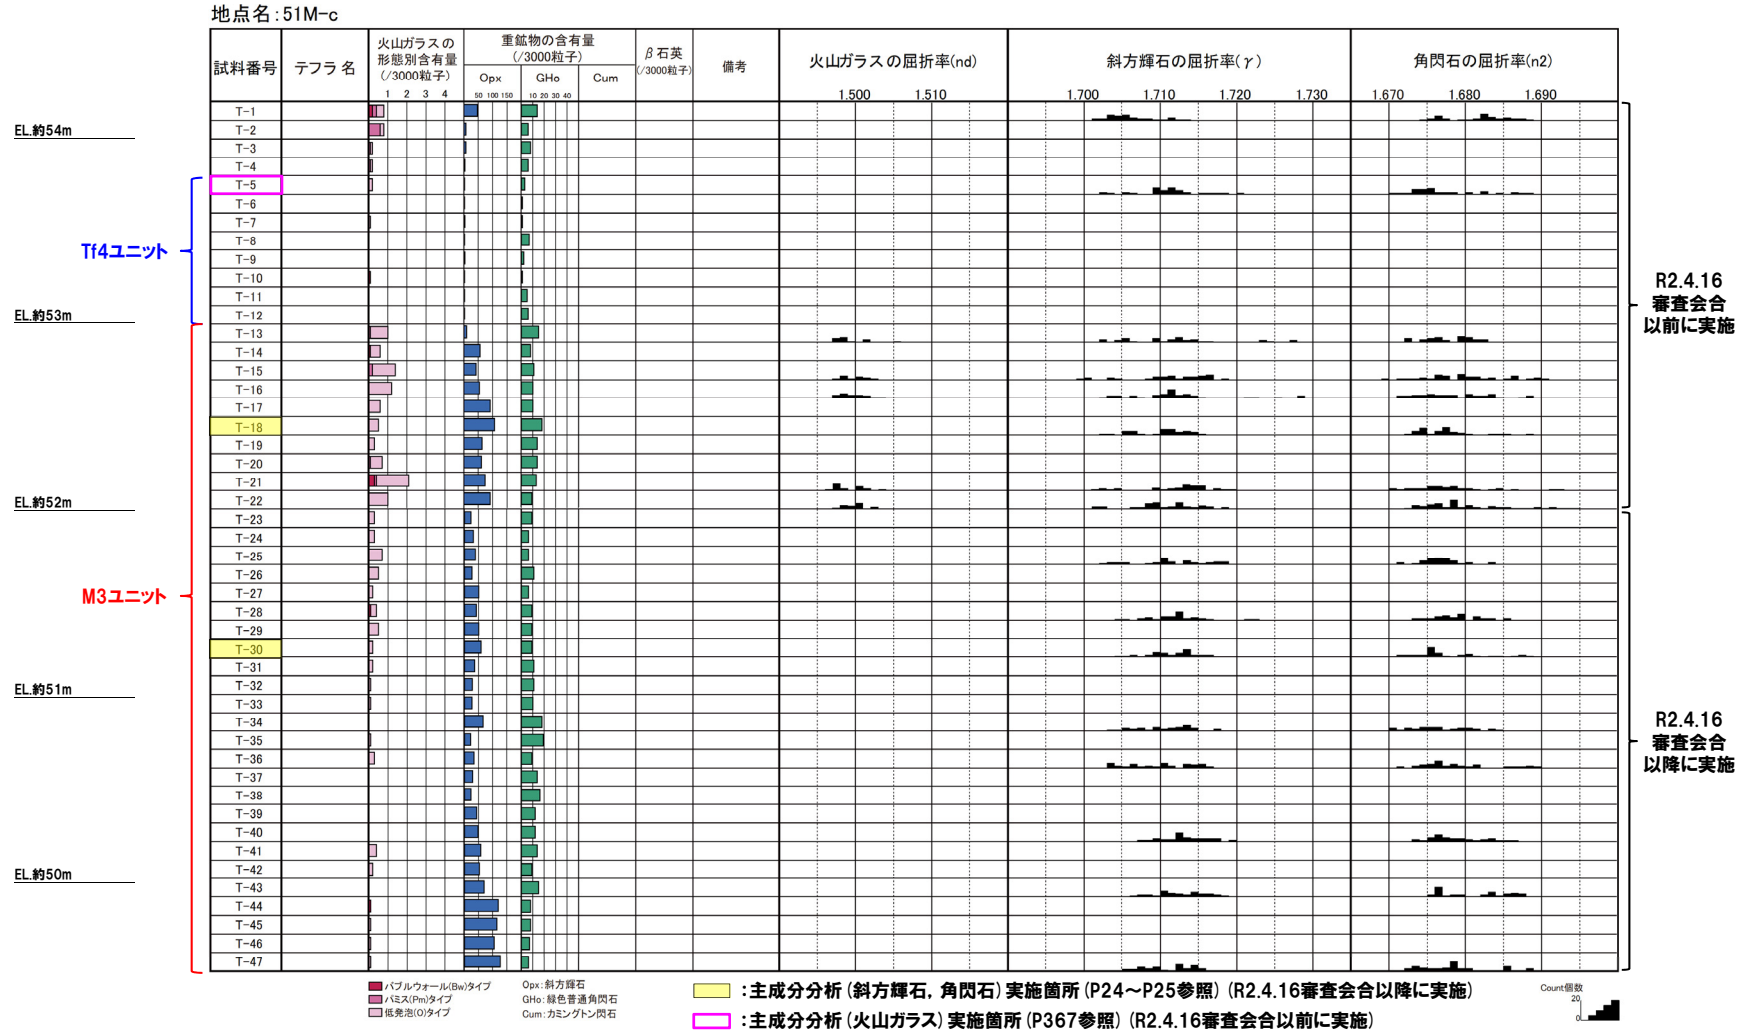 地点名：51M-c
試料番号
テフラ名
火山ガラスの
形態別含有量
(/3000粒子)
1 2 3 4
重鉱物の含有量
(/3000粒子)
Opx
GHo
Cum
50 100 150
10 20 30 40
β石英
(/3000粒子)
備考
火山ガラスの屈折率(nd)
1.500 1.510
斜方輝石の屈折率(γ)
1.700 1.710 1.720 1.730
角閃石の屈折率(n2)
1.670 1.680 1.690
T-1
T-2
T-3
T-4
T-5
T-6
T-7
T-8
T-9
T-10
T-11
T-12
T-13
T-14
T-15
T-16
T-17
T-18
T-19
T-20
T-21
T-22
T-23
T-24
T-25
T-26
T-27
T-28
T-29
T-30
T-31
T-32
T-33
T-34
T-35
T-36
T-37
T-38
T-39
T-40
T-41
T-42
T-43
T-44
T-45
T-46
T-47
EL.約54m
EL.約53m
EL.約52m
EL.約51m
EL.約50m
Tf4ユニット
M3ユニット
R2.4.16
審査会合
以前に実施
R2.4.16
審査会合
以降に実施
バブルウォール(Bw)タイプ
パミス(Pm)タイプ
低発泡(O)タイプ
Opx：斜方輝石
GHo：緑色普通角閃石
Cum：カミングトン閃石
：主成分分析（斜方輝石，角閃石）実施箇所（P24～P25参照）（R2.4.16審査会合以降に実施）
：主成分分析（火山ガラス）実施箇所（P367参照）（R2.4.16審査会合以前に実施）
Count個数
20
0